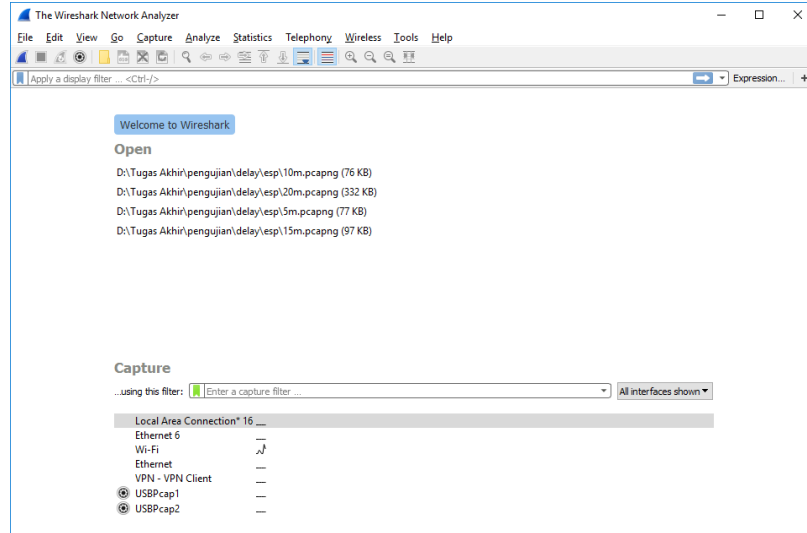 The Wireshark Network Analyzer
File Edit View Go Capture Analyze Statistics Telephony Wireless Tools Help
Apply a display filter ... <Ctrl-/> Expression... +
Welcome to Wireshark
Open
D:\Tugas Akhir\pengujian\delay\esp\10m.pcapng (76 KB)
D:\Tugas Akhir\pengujian\delay\esp\20m.pcapng (332 KB)
D:\Tugas Akhir\pengujian\delay\esp\5m.pcapng (77 KB)
D:\Tugas Akhir\pengujian\delay\esp\15m.pcapng (97 KB)
Capture
...using this filter: Enter a capture filter ... All interfaces shown
Local Area Connection* 16
Ethernet 6
Wi-Fi
Ethernet
VPN - VPN Client
USBPcap1
USBPcap2